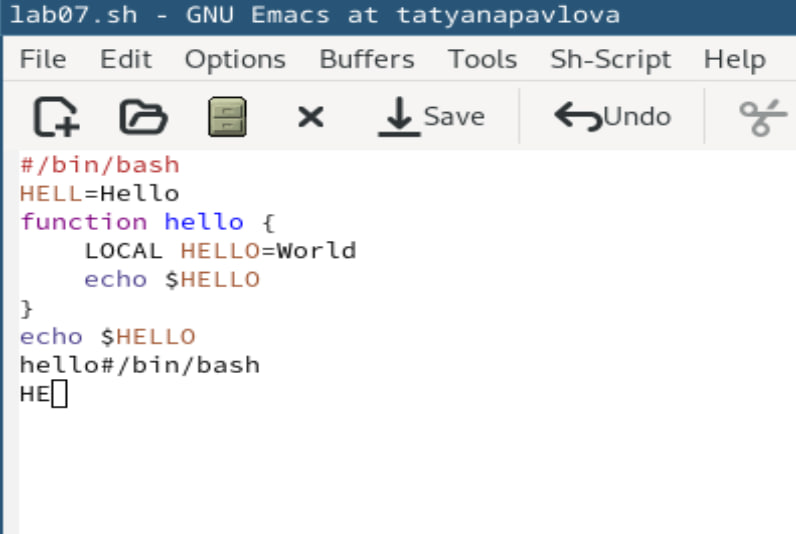 lab07.sh - GNU Emacs at tatyanapavlova
File Edit Options Buffers Tools Sh-Script Help
Save Undo
#/bin/bash
HELL=Hello
function hello {
    LOCAL HELLO=World
    echo $HELLO
}
echo $HELLO
hello#/bin/bash
HE